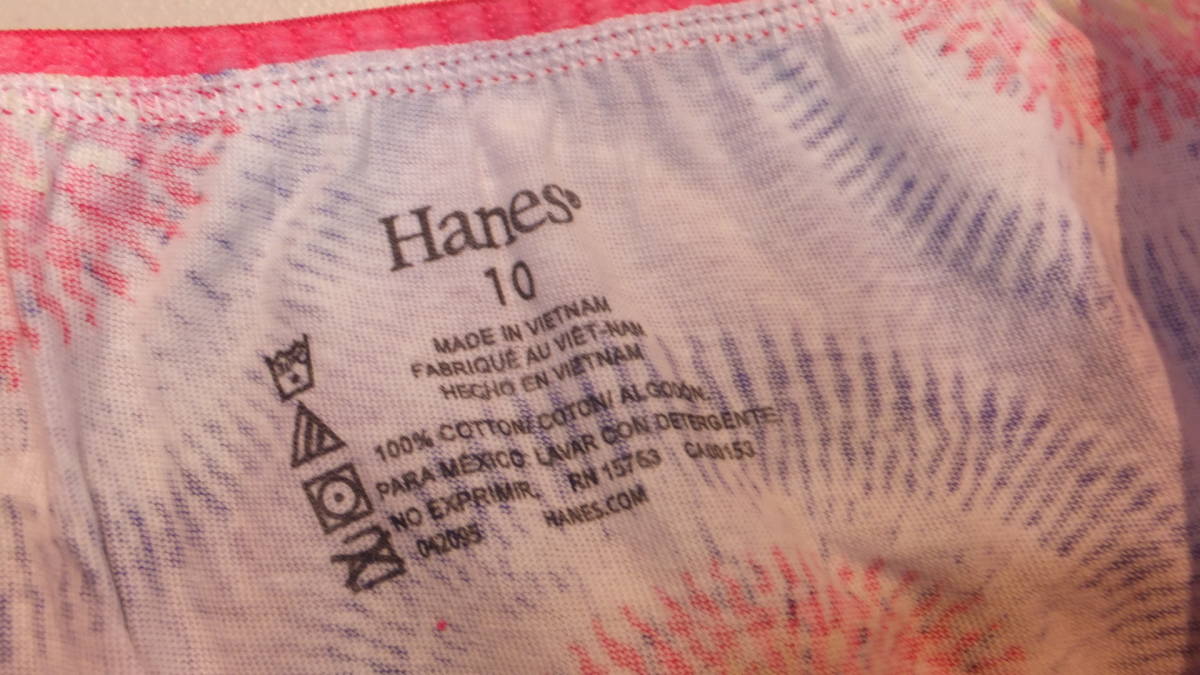 Hanes®
10
MADE IN VIETNAM
FABRIQUÉ AU VIÊT-NAM
HECHO EN VIETNAM
100% COTTON/COTON/ ALGODÓN.
PARA MÉXICO: LAVAR CON DETERGENTE.
NO EXPRIMIR. RN 15763 CA00153
042095 HANES.COM